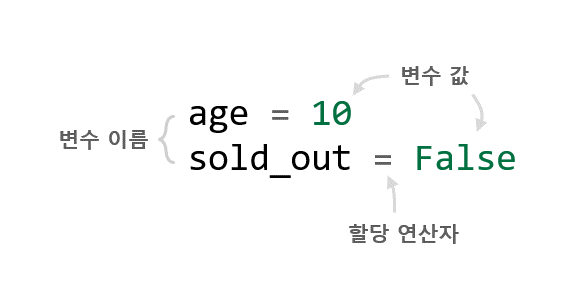 변수 값
age = 10
변수 이름
sold_out = False
할당 연산자